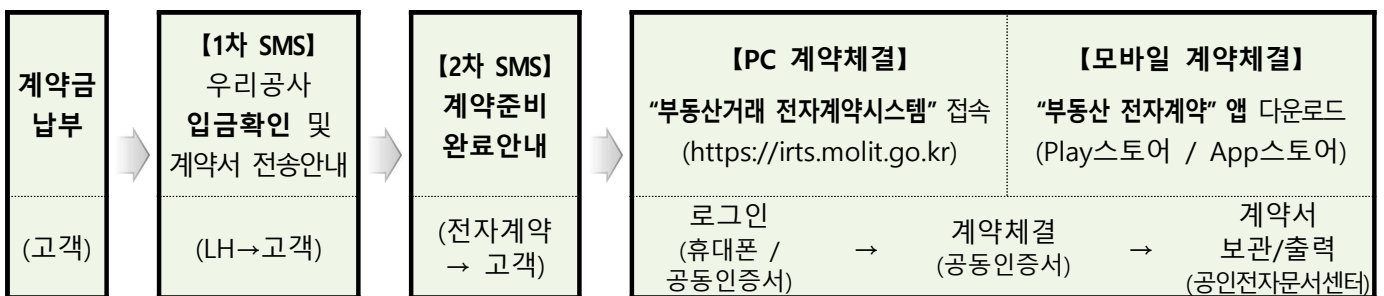 계약금
납부
(고객)
【1차 SMS】
우리공사
입금확인 및
계약서 전송안내
(LH→고객)
【2차 SMS】
계약준비
완료안내
(전자계약
→ 고객)
【PC 계약체결】
“부동산거래 전자계약시스템” 접속
(https://irts.molit.go.kr)
【모바일 계약체결】
“부동산 전자계약” 앱 다운로드
(Play스토어 / App스토어)
로그인
(휴대폰 /
공동인증서)
→
계약체결
(공동인증서)
→
계약서
보관/출력
(공인전자문서센터)